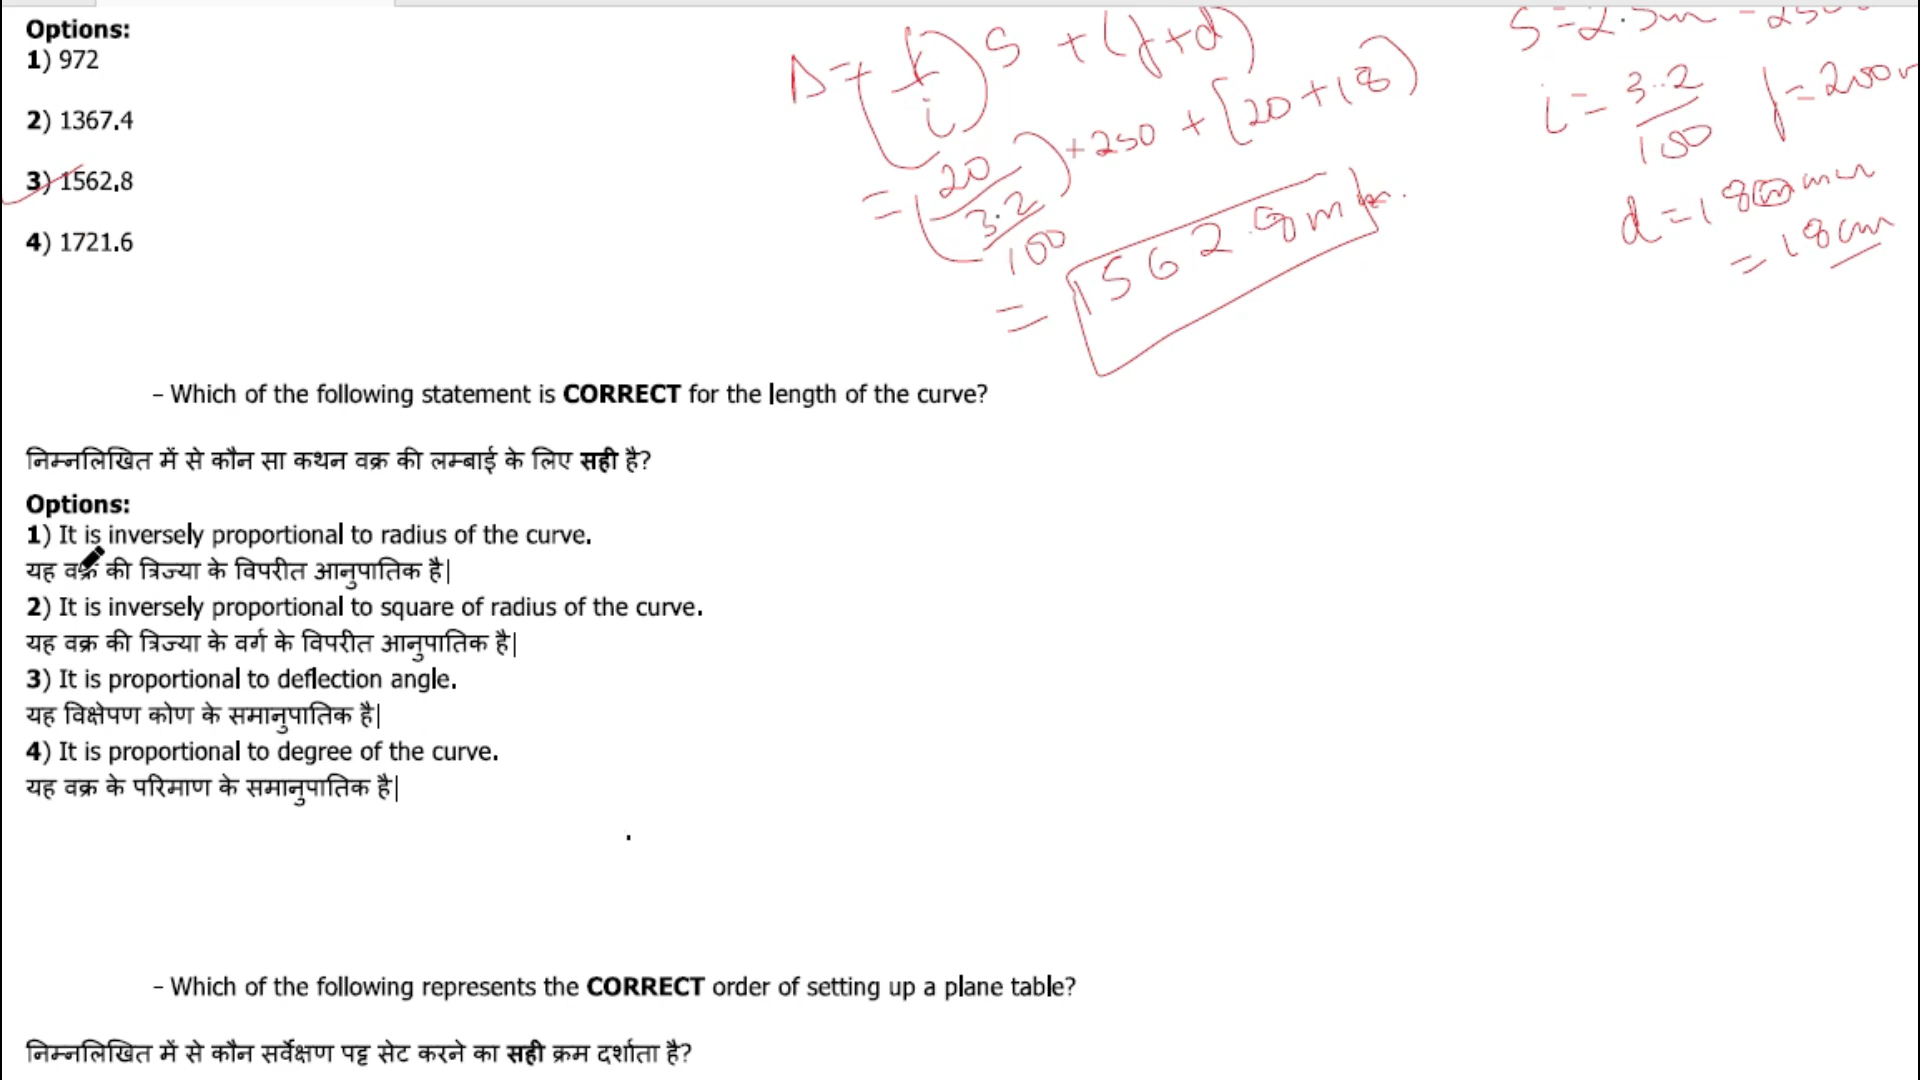 Options:
1) 972
2) 1367.4
3) 1562.8
4) 1721.6
D = (f/i) S + (f+d)
= (20 / 3.2/100) + 250 + (20+18)
= 1562.8m
i = 3.2/100
d = 180mm
= 18cm
– Which of the following statement is CORRECT for the length of the curve?
निम्नलिखित में से कौन सा कथन वक्र की लम्बाई के लिए सही है?
Options:
1) It is inversely proportional to radius of the curve.
यह वक्र की त्रिज्या के विपरीत आनुपातिक है|
2) It is inversely proportional to square of radius of the curve.
यह वक्र की त्रिज्या के वर्ग के विपरीत आनुपातिक है|
3) It is proportional to deflection angle.
यह विक्षेपण कोण के समानुपातिक है|
4) It is proportional to degree of the curve.
यह वक्र के परिमाण के समानुपातिक है|
– Which of the following represents the CORRECT order of setting up a plane table?
निम्नलिखित में से कौन सर्वेक्षण पट्ट सेट करने का सही क्रम दर्शाता है?